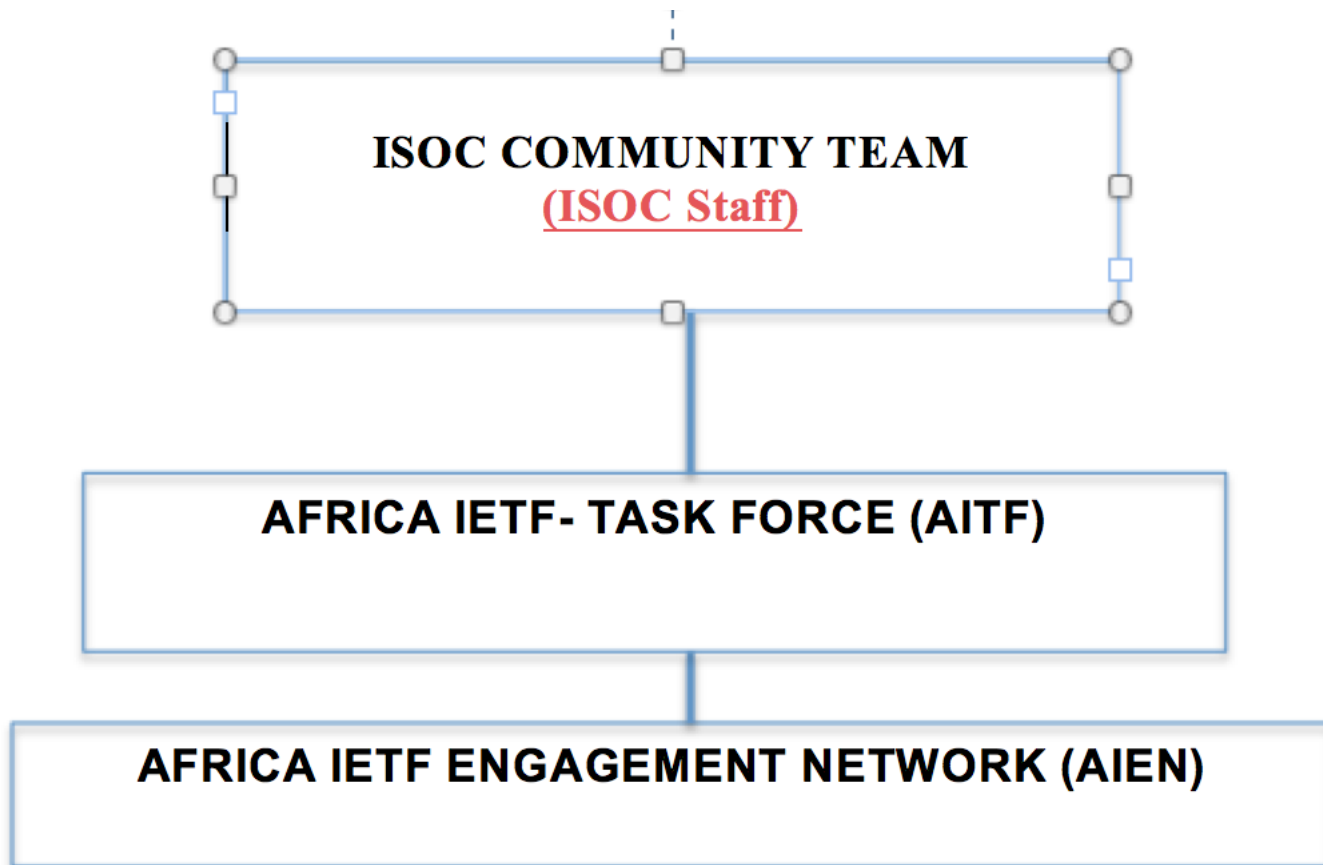 ISOC COMMUNITY TEAM
(ISOC Staff)
AFRICA IETF- TASK FORCE (AITF)
AFRICA IETF ENGAGEMENT NETWORK (AIEN)